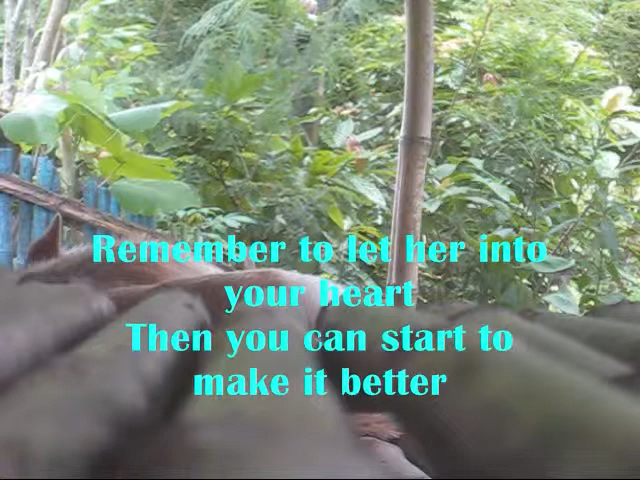 Remember to let her into
your heart
Then you can start to
make it better